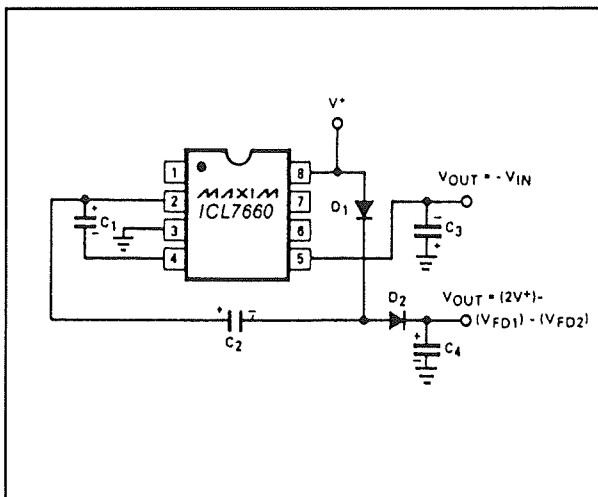 V+
1
8
MAXIM
ICL7660
2
7
3
6
4
5
+
C1
−
D1
VOUT = -VIN
−
C3
+
+
−
C2
D2
VOUT = (2V+)-
(VFD1) - (VFD2)
+
C4
−